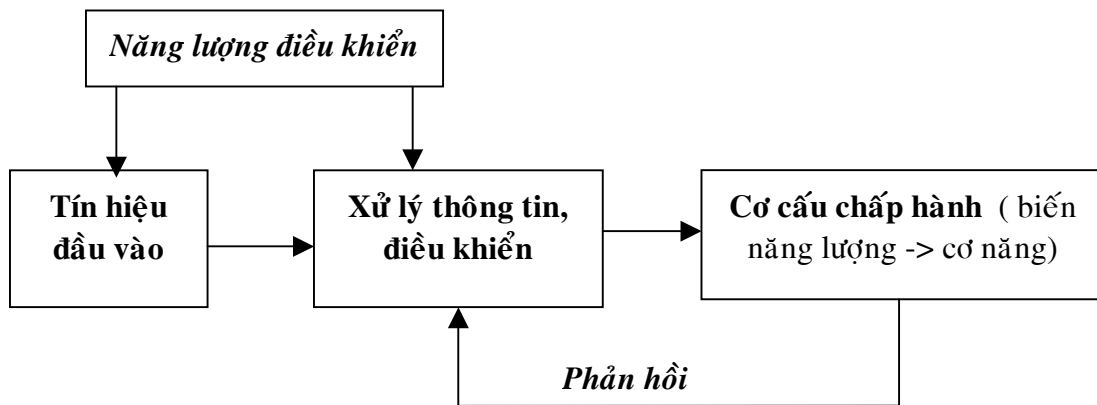 Năng lượng điều khiển
Tín hiệu
đầu vào
Xử lý thông tin,
điều khiển
Cơ cấu chấp hành ( biến
năng lượng -> cơ năng)
Phản hồi